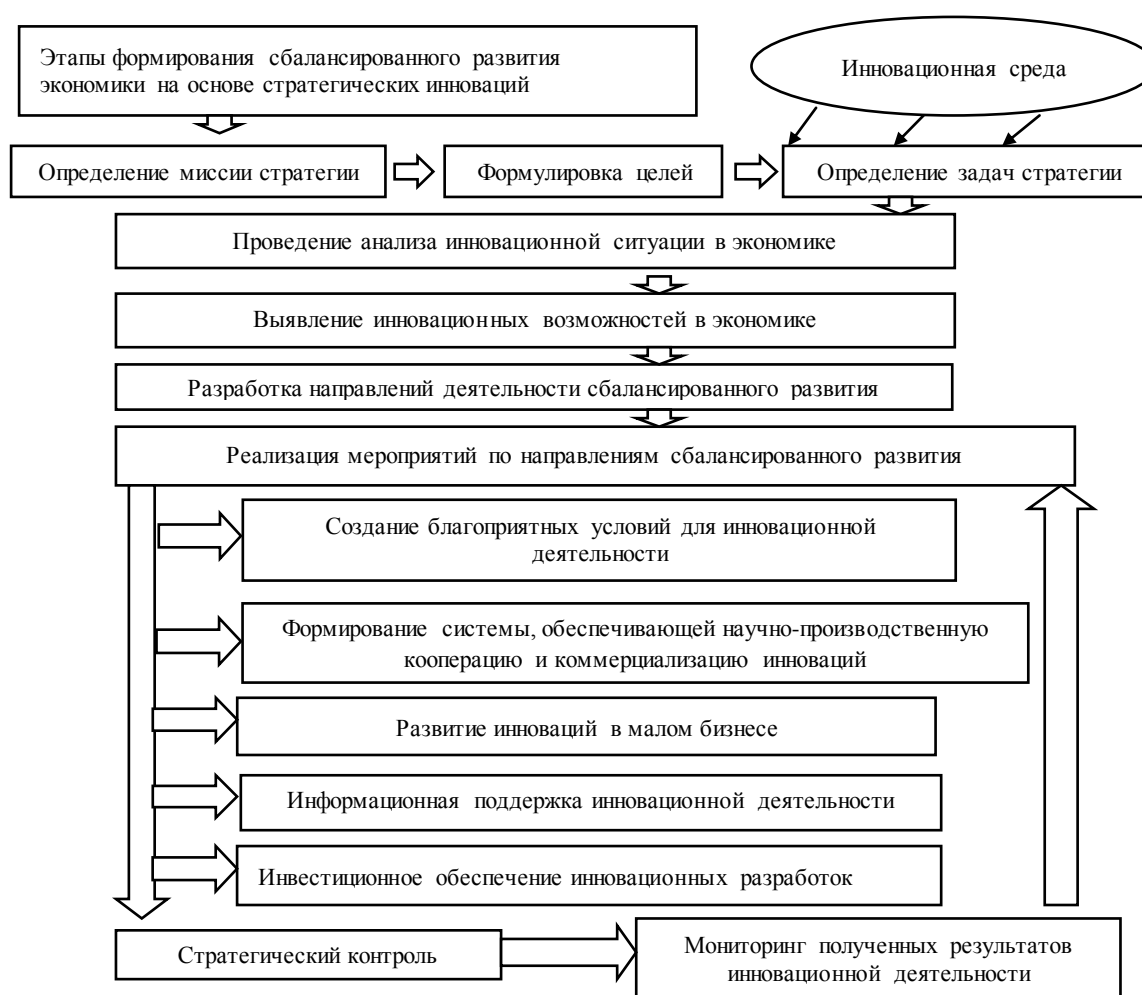 Этапы формирования сбалансированного развития
экономики на основе стратегических инноваций
Инновационная среда
Определение миссии стратегии
Формулировка целей
Определение задач стратегии
Проведение анализа инновационной ситуации в экономике
Выявление инновационных возможностей в экономике
Разработка направлений деятельности сбалансированного развития
Реализация мероприятий по направлениям сбалансированного развития
Создание благоприятных условий для инновационной
деятельности
Формирование системы, обеспечивающей научно-производственную
кооперацию и коммерциализацию инноваций
Развитие инноваций в малом бизнесе
Информационная поддержка инновационной деятельности
Инвестиционное обеспечение инновационных разработок
Стратегический контроль
Мониторинг полученных результатов
инновационной деятельности